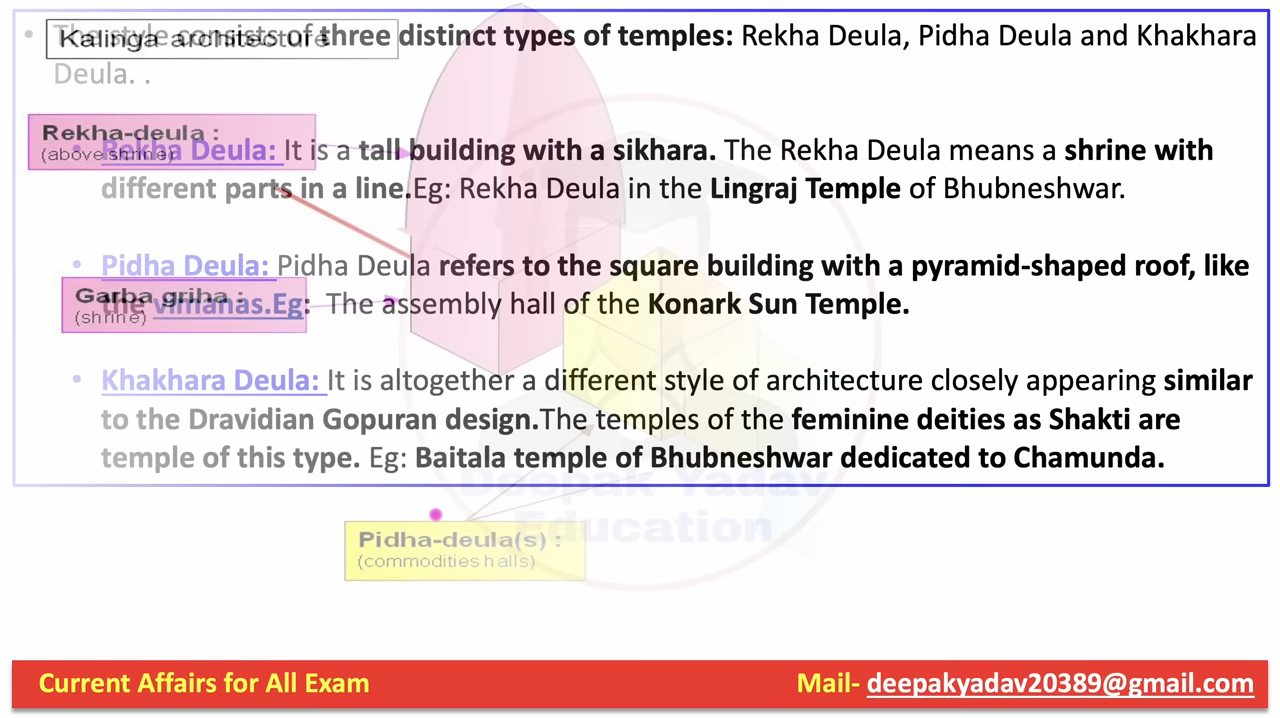 • The style consists of three distinct types of temples: Rekha Deula, Pidha Deula and Khakhara
Deula. .
Kalinga architecture
Rekha-deula :
(above shrine)
• Rekha Deula: It is a tall building with a sikhara. The Rekha Deula means a shrine with
different parts in a line.Eg: Rekha Deula in the Lingraj Temple of Bhubneshwar.
• Pidha Deula: Pidha Deula refers to the square building with a pyramid-shaped roof, like
the vimanas.Eg: The assembly hall of the Konark Sun Temple.
Garba griha :
(shrine)
• Khakhara Deula: It is altogether a different style of architecture closely appearing similar
to the Dravidian Gopuran design.The temples of the feminine deities as Shakti are
temple of this type. Eg: Baitala temple of Bhubneshwar dedicated to Chamunda.
Deepak Yadav
Education
Pidha-deula(s) :
(commodities halls)
Current Affairs for All Exam
Mail- deepakyadav20389@gmail.com